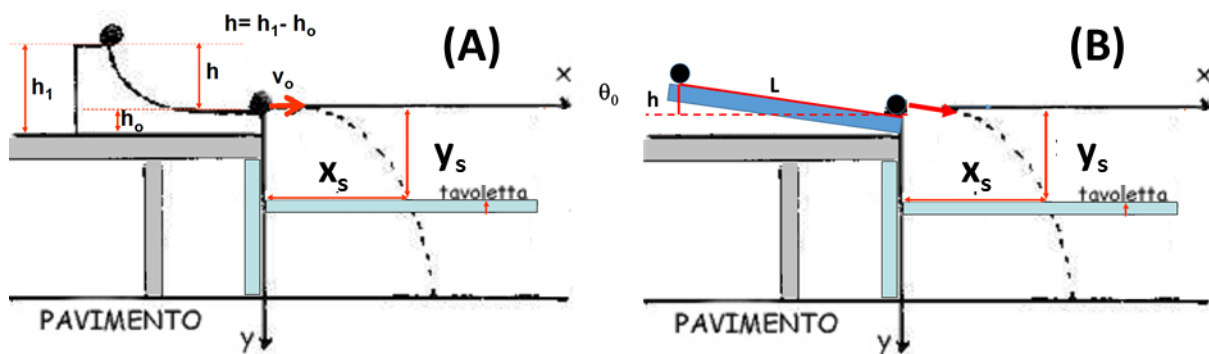 h= h₁- hₒ
(A)
h₁
h
hₒ
vₒ
x
xₛ
yₛ
tavoletta
PAVIMENTO
y
(B)
θ₀
h
L
x
xₛ
yₛ
tavoletta
PAVIMENTO
y